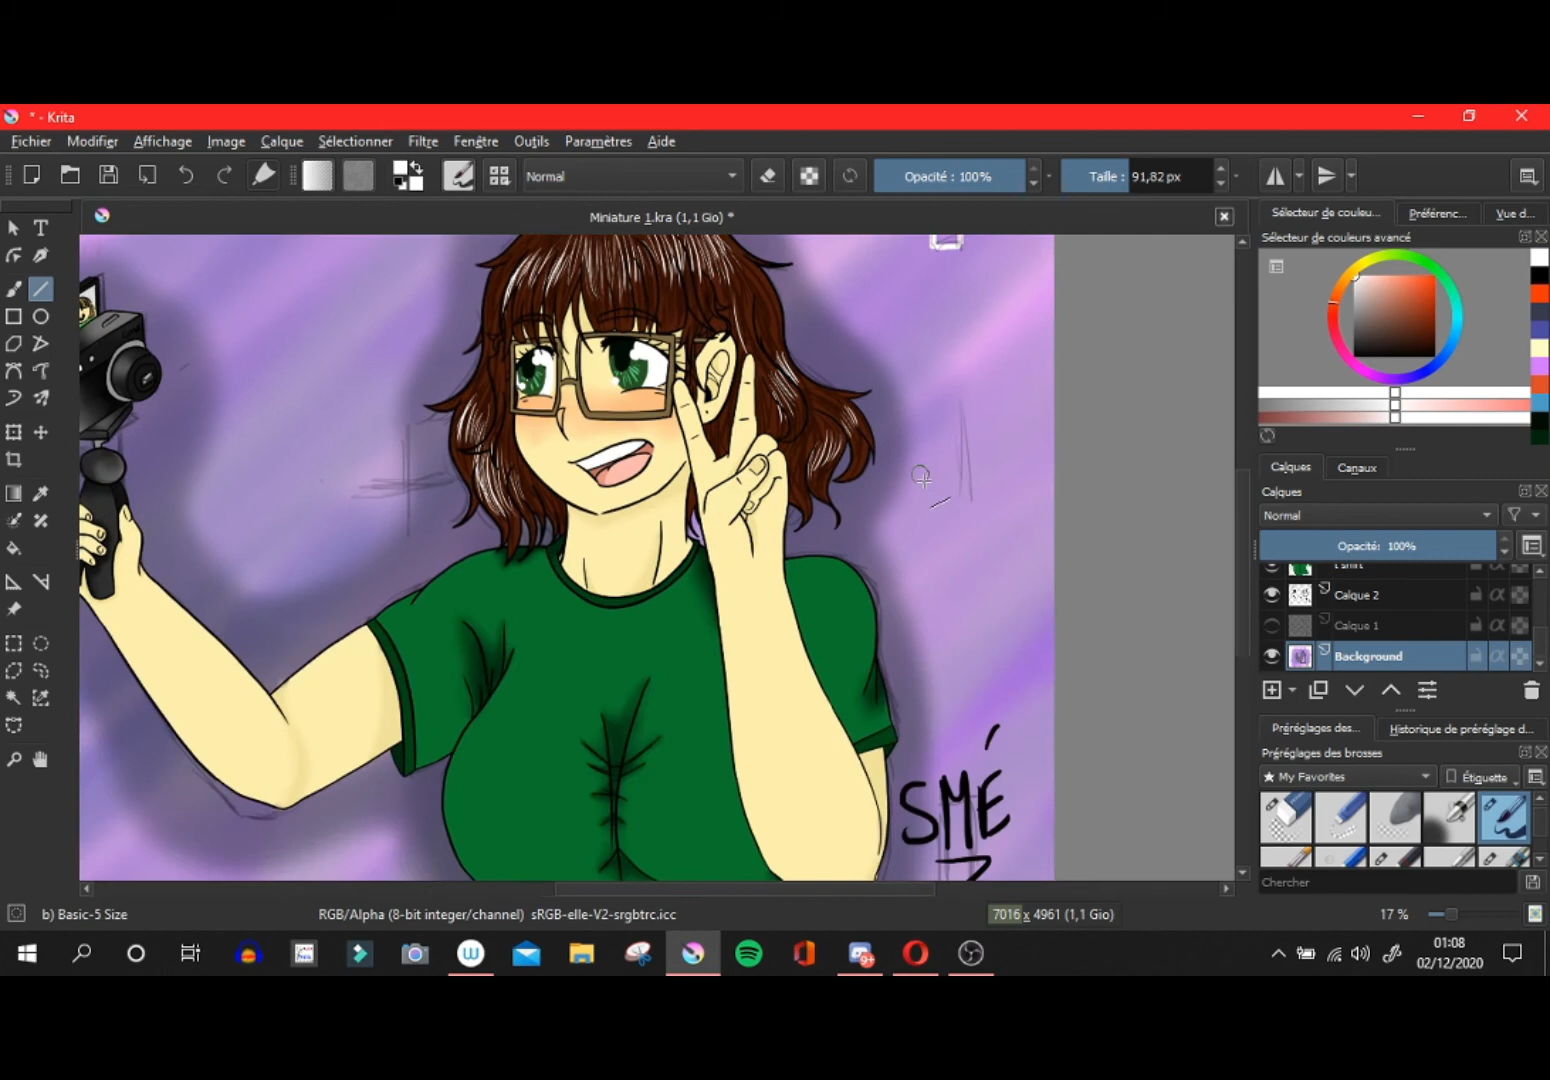 * - Krita
Fichier Modifier Affichage Image Calque Sélectionner Filtre Fenêtre Outils Paramètres Aide
Normal Opacité : 100% Taille : 91,82 px
Miniature 1.kra (1,1 Gio) *
Sélecteur de couleu... Préférenc... Vue d...
Sélecteur de couleurs avancé
Calques Canaux
Calques
Normal
Opacité: 100%
Calque 2
Calque 1
Background
Préréglages des... Historique de préréglage d...
Préréglages des brosses
My Favorites Étiquette
Chercher
SMÉ
b) Basic-5 Size RGB/Alpha (8-bit integer/channel) sRGB-elle-V2-srgbtrc.icc 7016 x 4961 (1,1 Gio) 17 %
9+
01:08
02/12/2020